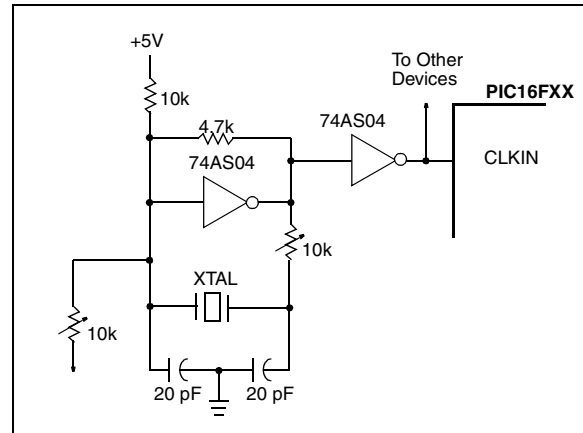 +5V
To Other
Devices
PIC16FXX
10k
4.7k
74AS04
74AS04
CLKIN
10k
XTAL
10k
20 pF
20 pF